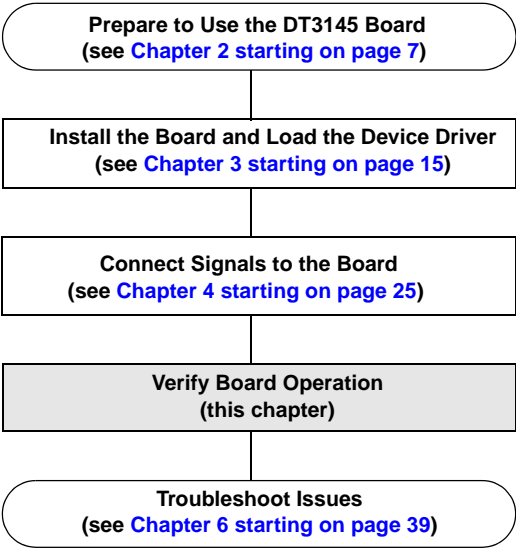 Prepare to Use the DT3145 Board
(see Chapter 2 starting on page 7)
Install the Board and Load the Device Driver
(see Chapter 3 starting on page 15)
Connect Signals to the Board
(see Chapter 4 starting on page 25)
Verify Board Operation
(this chapter)
Troubleshoot Issues
(see Chapter 6 starting on page 39)